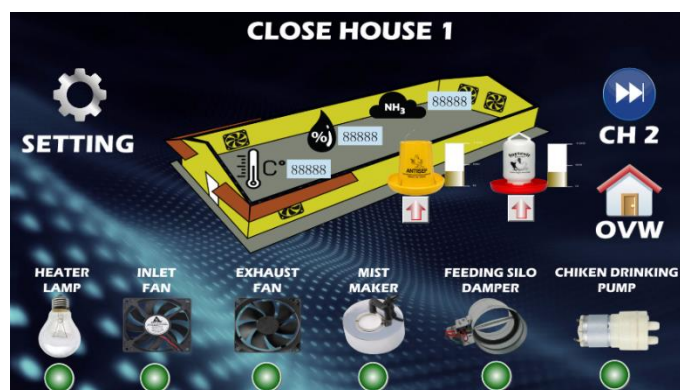 CLOSE HOUSE 1
SETTING
NH₃
88888
%
88888
C°
88888
CH 2
OVW
HEATER
LAMP
INLET
FAN
EXHAUST
FAN
MIST
MAKER
FEEDING SILO
DAMPER
CHIKEN DRINKING
PUMP